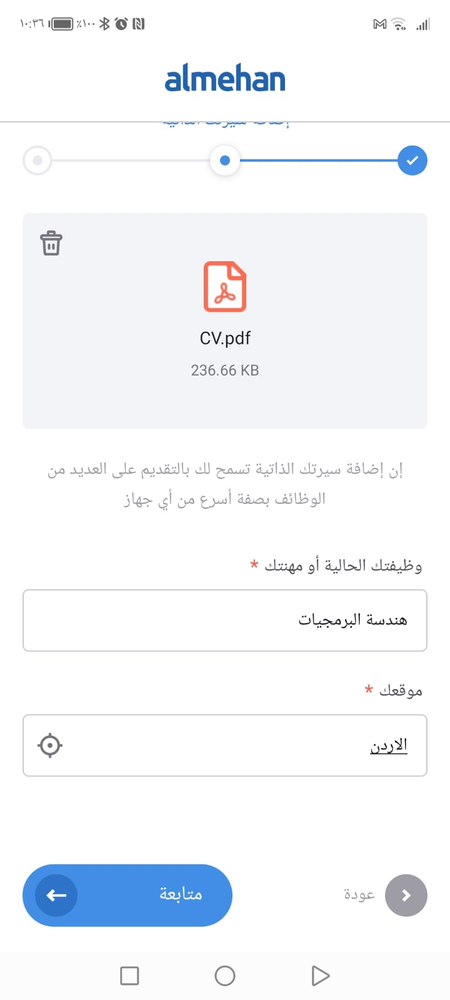 ١٠:٣٦ ٪١٠٠
almehan
إضافة سيرتك الذاتية
CV.pdf
236.66 KB
إن إضافة سيرتك الذاتية تسمح لك بالتقديم على العديد من
الوظائف بصفة أسرع من أي جهاز
وظيفتك الحالية أو مهنتك *
هندسة البرمجيات
موقعك *
الاردن
عودة
متابعة